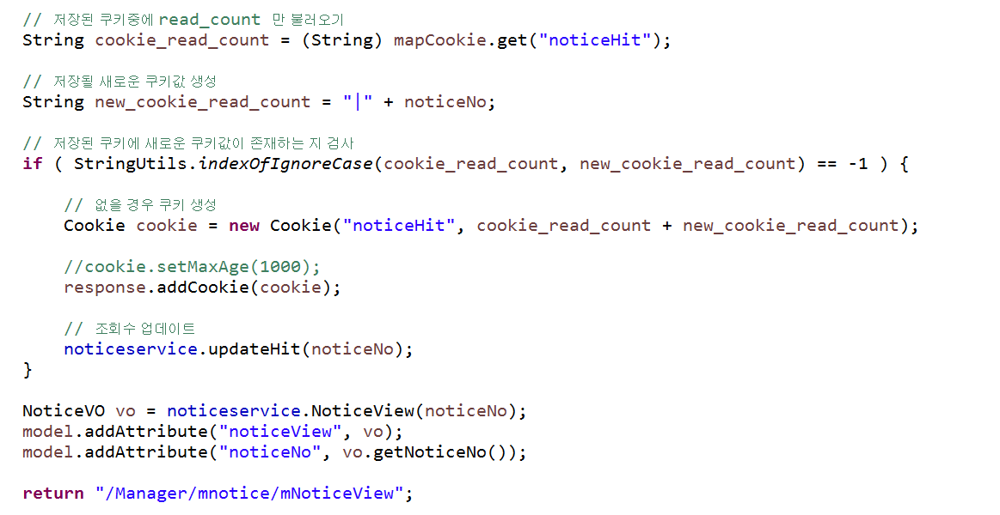 // 저장된 쿠키중에 read_count 만 불러오기
String cookie_read_count = (String) mapCookie.get("noticeHit");
// 저장될 새로운 쿠키값 생성
String new_cookie_read_count = "|" + noticeNo;
// 저장된 쿠키에 새로운 쿠키값이 존재하는 지 검사
if ( StringUtils.indexOfIgnoreCase(cookie_read_count, new_cookie_read_count) == -1 ) {
// 없을 경우 쿠키 생성
Cookie cookie = new Cookie("noticeHit", cookie_read_count + new_cookie_read_count);
//cookie.setMaxAge(1000);
response.addCookie(cookie);
// 조회수 업데이트
noticeservice.updateHit(noticeNo);
}
NoticeVO vo = noticeservice.NoticeView(noticeNo);
model.addAttribute("noticeView", vo);
model.addAttribute("noticeNo", vo.getNoticeNo());
return "/Manager/mnotice/mNoticeView";